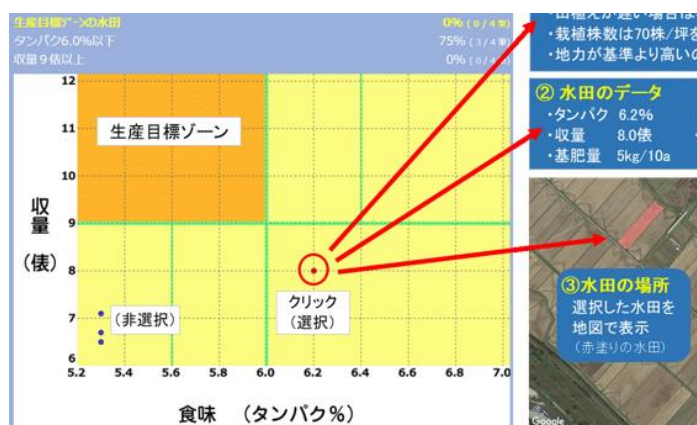 生産目標ゾーンの水田 0% (0/4筆)
タンパク6.0%以下 75% (3/4筆)
収量9俵以上
・栽植株数は70株/坪を
・地力が基準より高いの
②水田のデータ
・タンパク 6.2%
・収量 8.0俵
・基肥量 5kg/10a
12
11
10
9
8
7
6
収量
(俵)
生産目標ゾーン
(非選択)
クリック
(選択)
5.2 5.4 5.6 5.8 6.0 6.2 6.4 6.6 6.8 7.0
食味 (タンパク%)
③水田の場所
選択した水田を
地図で表示
(赤塗りの水田)
Google